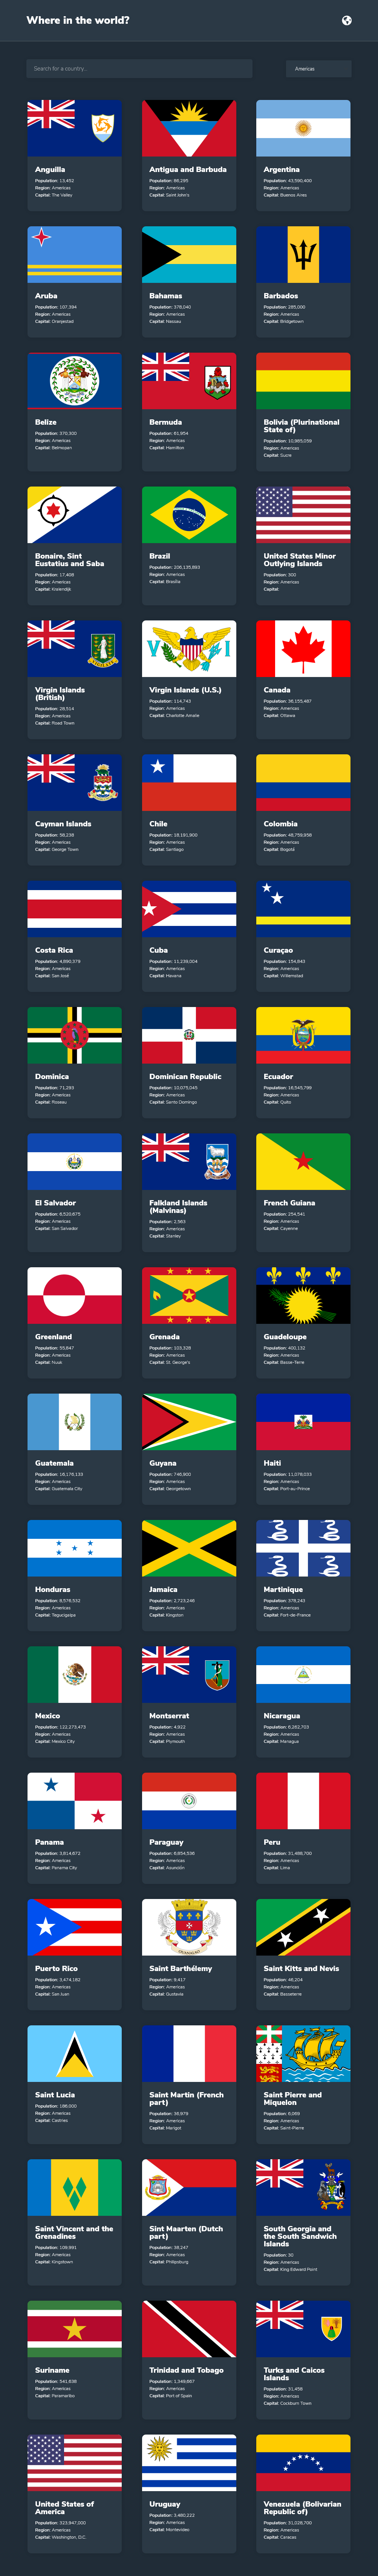 Where in the world?
Search for a country...
Americas
Anguilla
Population: 13,452
Region: Americas
Capital: The Valley
Antigua and Barbuda
Population: 86,295
Region: Americas
Capital: Saint John's
Argentina
Population: 43,590,400
Region: Americas
Capital: Buenos Aires
Aruba
Population: 107,394
Region: Americas
Capital: Oranjestad
Bahamas
Population: 378,040
Region: Americas
Capital: Nassau
Barbados
Population: 285,000
Region: Americas
Capital: Bridgetown
Belize
Population: 370,300
Region: Americas
Capital: Belmopan
Bermuda
Population: 61,954
Region: Americas
Capital: Hamilton
Bolivia (Plurinational
State of)
Population: 10,985,059
Region: Americas
Capital: Sucre
Bonaire, Sint
Eustatius and Saba
Population: 17,408
Region: Americas
Capital: Kralendijk
Brazil
Population: 206,135,893
Region: Americas
Capital: Brasília
United States Minor
Outlying Islands
Population: 300
Region: Americas
Capital:
Virgin Islands
(British)
Population: 28,514
Region: Americas
Capital: Road Town
V I
Virgin Islands (U.S.)
Population: 114,743
Region: Americas
Capital: Charlotte Amalie
Canada
Population: 36,155,487
Region: Americas
Capital: Ottawa
Cayman Islands
Population: 58,238
Region: Americas
Capital: George Town
Chile
Population: 18,191,900
Region: Americas
Capital: Santiago
Colombia
Population: 48,759,958
Region: Americas
Capital: Bogotá
Costa Rica
Population: 4,890,379
Region: Americas
Capital: San José
Cuba
Population: 11,239,004
Region: Americas
Capital: Havana
Curaçao
Population: 154,843
Region: Americas
Capital: Willemstad
Dominica
Population: 71,293
Region: Americas
Capital: Roseau
Dominican Republic
Population: 10,075,045
Region: Americas
Capital: Santo Domingo
Ecuador
Population: 16,545,799
Region: Americas
Capital: Quito
El Salvador
Population: 6,520,675
Region: Americas
Capital: San Salvador
Falkland Islands
(Malvinas)
Population: 2,563
Region: Americas
Capital: Stanley
French Guiana
Population: 254,541
Region: Americas
Capital: Cayenne
Greenland
Population: 55,847
Region: Americas
Capital: Nuuk
Grenada
Population: 103,328
Region: Americas
Capital: St. George's
Guadeloupe
Population: 400,132
Region: Americas
Capital: Basse-Terre
Guatemala
Population: 16,176,133
Region: Americas
Capital: Guatemala City
Guyana
Population: 746,900
Region: Americas
Capital: Georgetown
Haiti
Population: 11,078,033
Region: Americas
Capital: Port-au-Prince
Honduras
Population: 8,576,532
Region: Americas
Capital: Tegucigalpa
Jamaica
Population: 2,723,246
Region: Americas
Capital: Kingston
Martinique
Population: 378,243
Region: Americas
Capital: Fort-de-France
Mexico
Population: 122,273,473
Region: Americas
Capital: Mexico City
Montserrat
Population: 4,922
Region: Americas
Capital: Plymouth
Nicaragua
Population: 6,262,703
Region: Americas
Capital: Managua
Panama
Population: 3,814,672
Region: Americas
Capital: Panama City
Paraguay
Population: 6,854,536
Region: Americas
Capital: Asunción
Peru
Population: 31,488,700
Region: Americas
Capital: Lima
Puerto Rico
Population: 3,474,182
Region: Americas
Capital: San Juan
Saint Barthélemy
Population: 9,417
Region: Americas
Capital: Gustavia
Saint Kitts and Nevis
Population: 46,204
Region: Americas
Capital: Basseterre
Saint Lucia
Population: 186,000
Region: Americas
Capital: Castries
Saint Martin (French
part)
Population: 36,979
Region: Americas
Capital: Marigot
Saint Pierre and
Miquelon
Population: 6,069
Region: Americas
Capital: Saint-Pierre
Saint Vincent and the
Grenadines
Population: 109,991
Region: Americas
Capital: Kingstown
Sint Maarten (Dutch
part)
Population: 38,247
Region: Americas
Capital: Philipsburg
South Georgia and
the South Sandwich
Islands
Population: 30
Region: Americas
Capital: King Edward Point
Suriname
Population: 541,638
Region: Americas
Capital: Paramaribo
Trinidad and Tobago
Population: 1,349,667
Region: Americas
Capital: Port of Spain
Turks and Caicos
Islands
Population: 31,458
Region: Americas
Capital: Cockburn Town
United States of
America
Population: 323,947,000
Region: Americas
Capital: Washington, D.C.
Uruguay
Population: 3,480,222
Region: Americas
Capital: Montevideo
Venezuela (Bolivarian
Republic of)
Population: 31,028,700
Region: Americas
Capital: Caracas